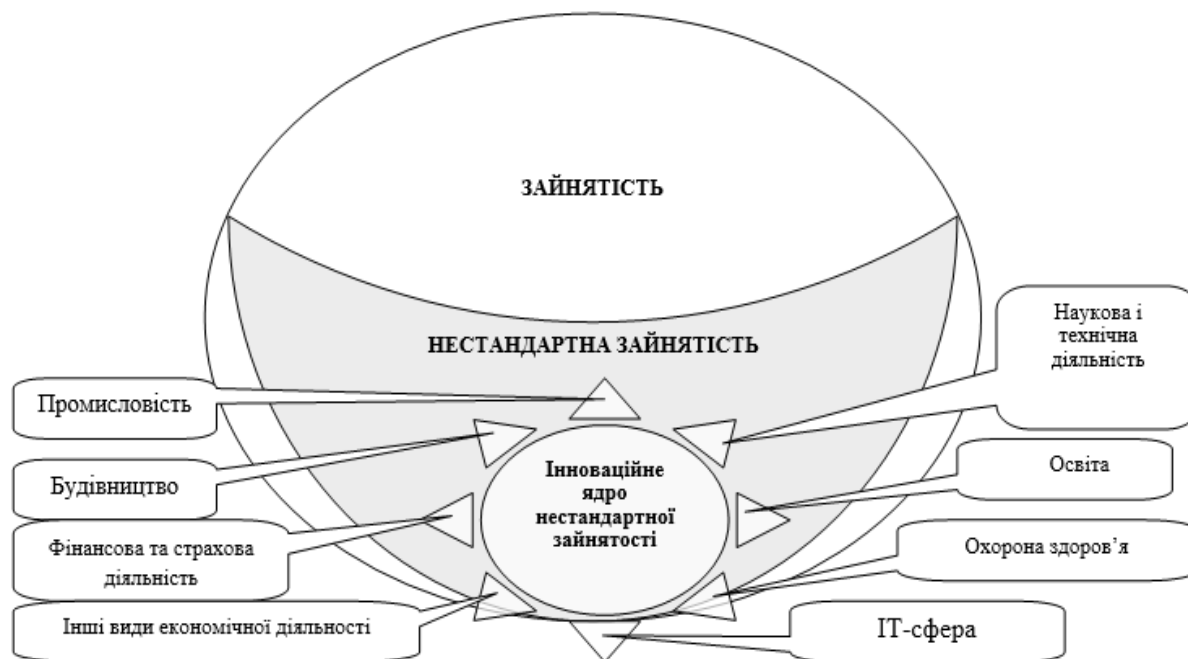 ЗАЙНЯТІСТЬ
НЕСТАНДАРТНА ЗАЙНЯТІСТЬ
Наукова і
технічна
діяльність
Промисловість
Будівництво
Інноваційне
ядро
нестандартної
зайнятості
Освіта
Фінансова та страхова
діяльність
Охорона здоров’я
Інші види економічної діяльності
ІТ-сфера